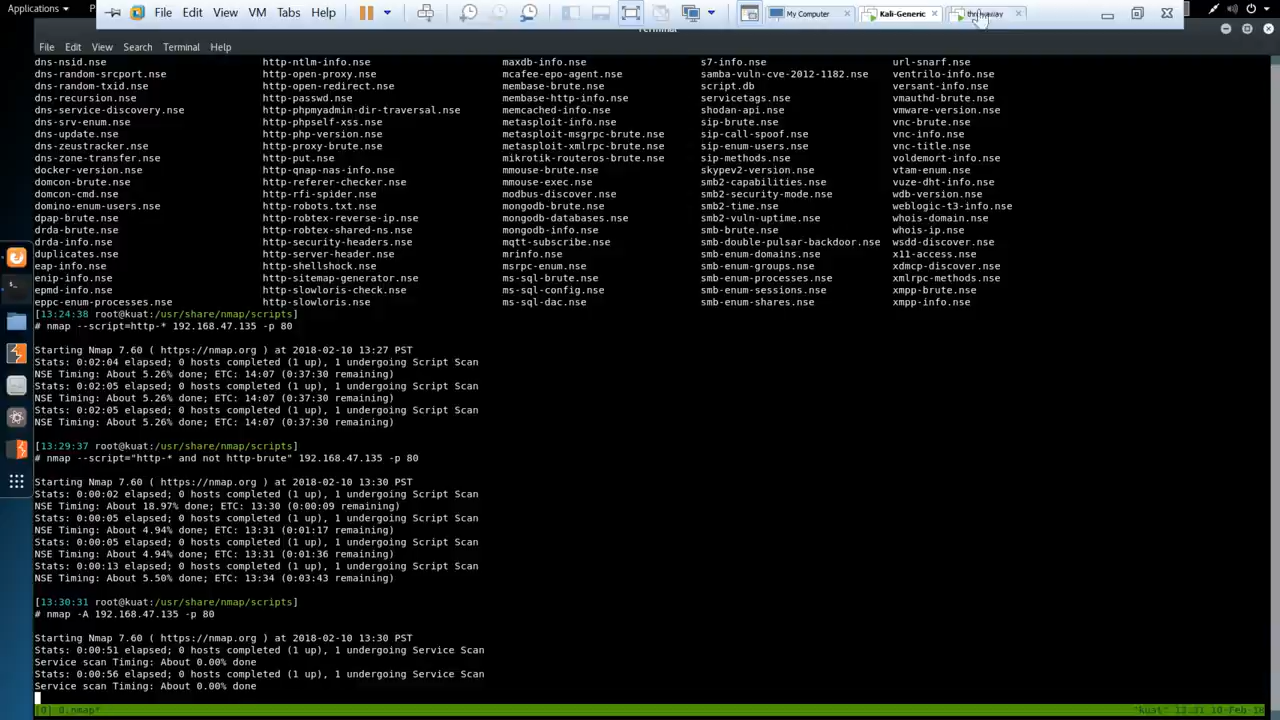 Applications
File Edit View VM Tabs Help
My Computer
Kali-Generic
throwaway
Terminal
File Edit View Search Terminal Help
dns-nsid.nse http-ntlm-info.nse maxdb-info.nse s7-info.nse url-snarf.nse
dns-random-srcport.nse http-open-proxy.nse mcafee-epo-agent.nse samba-vuln-cve-2012-1182.nse ventrilo-info.nse
dns-random-txid.nse http-open-redirect.nse membase-brute.nse script.db versant-info.nse
dns-recursion.nse http-passwd.nse membase-http-info.nse servicetags.nse vmauthd-brute.nse
dns-service-discovery.nse http-phpmyadmin-dir-traversal.nse memcached-info.nse shodan-api.nse vmware-version.nse
dns-srv-enum.nse http-phpself-xss.nse metasploit-info.nse sip-brute.nse vnc-brute.nse
dns-update.nse http-php-version.nse metasploit-msgrpc-brute.nse sip-call-spoof.nse vnc-info.nse
dns-zeustracker.nse http-proxy-brute.nse metasploit-xmlrpc-brute.nse sip-enum-users.nse vnc-title.nse
dns-zone-transfer.nse http-put.nse mikrotik-routeros-brute.nse sip-methods.nse voldemort-info.nse
docker-version.nse http-qnap-nas-info.nse mmouse-brute.nse skypev2-version.nse vtam-enum.nse
domcon-brute.nse http-referer-checker.nse mmouse-exec.nse smb2-capabilities.nse vuze-dht-info.nse
domcon-cmd.nse http-rfi-spider.nse modbus-discover.nse smb2-security-mode.nse wdb-version.nse
domino-enum-users.nse http-robots.txt.nse mongodb-brute.nse smb2-time.nse weblogic-t3-info.nse
dpap-brute.nse http-robtex-reverse-ip.nse mongodb-databases.nse smb2-vuln-uptime.nse whois-domain.nse
drda-brute.nse http-robtex-shared-ns.nse mongodb-info.nse smb-brute.nse whois-ip.nse
drda-info.nse http-security-headers.nse mqtt-subscribe.nse smb-double-pulsar-backdoor.nse wsdd-discover.nse
duplicates.nse http-server-header.nse mrinfo.nse smb-enum-domains.nse x11-access.nse
eap-info.nse http-shellshock.nse msrpc-enum.nse smb-enum-groups.nse xdmcp-discover.nse
enip-info.nse http-sitemap-generator.nse ms-sql-brute.nse smb-enum-processes.nse xmlrpc-methods.nse
epmd-info.nse http-slowloris-check.nse ms-sql-config.nse smb-enum-sessions.nse xmpp-brute.nse
eppc-enum-processes.nse http-slowloris.nse ms-sql-dac.nse smb-enum-shares.nse xmpp-info.nse
[13:24:38 root@kuat:/usr/share/nmap/scripts]
# nmap --script=http-* 192.168.47.135 -p 80
Starting Nmap 7.60 ( https://nmap.org ) at 2018-02-10 13:27 PST
Stats: 0:02:04 elapsed; 0 hosts completed (1 up), 1 undergoing Script Scan
NSE Timing: About 5.26% done; ETC: 14:07 (0:37:30 remaining)
Stats: 0:02:05 elapsed; 0 hosts completed (1 up), 1 undergoing Script Scan
NSE Timing: About 5.26% done; ETC: 14:07 (0:37:30 remaining)
Stats: 0:02:05 elapsed; 0 hosts completed (1 up), 1 undergoing Script Scan
NSE Timing: About 5.26% done; ETC: 14:07 (0:37:30 remaining)
[13:29:37 root@kuat:/usr/share/nmap/scripts]
# nmap --script="http-* and not http-brute" 192.168.47.135 -p 80
Starting Nmap 7.60 ( https://nmap.org ) at 2018-02-10 13:30 PST
Stats: 0:00:02 elapsed; 0 hosts completed (1 up), 1 undergoing Script Scan
NSE Timing: About 18.97% done; ETC: 13:30 (0:00:09 remaining)
Stats: 0:00:05 elapsed; 0 hosts completed (1 up), 1 undergoing Script Scan
NSE Timing: About 4.94% done; ETC: 13:31 (0:01:17 remaining)
Stats: 0:00:05 elapsed; 0 hosts completed (1 up), 1 undergoing Script Scan
NSE Timing: About 4.94% done; ETC: 13:31 (0:01:36 remaining)
Stats: 0:00:13 elapsed; 0 hosts completed (1 up), 1 undergoing Script Scan
NSE Timing: About 5.50% done; ETC: 13:34 (0:03:43 remaining)
[13:30:31 root@kuat:/usr/share/nmap/scripts]
# nmap -A 192.168.47.135 -p 80
Starting Nmap 7.60 ( https://nmap.org ) at 2018-02-10 13:30 PST
Stats: 0:00:51 elapsed; 0 hosts completed (1 up), 1 undergoing Service Scan
Service scan Timing: About 0.00% done
Stats: 0:00:56 elapsed; 0 hosts completed (1 up), 1 undergoing Service Scan
Service scan Timing: About 0.00% done
[0] 0:nmap* "kuat" 13:31 10-Feb-18